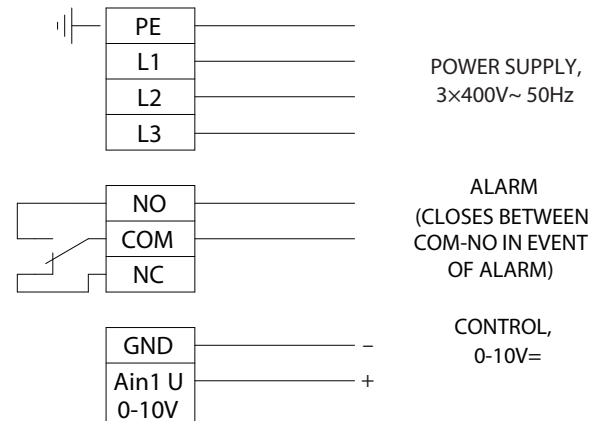 PE
L1
L2
L3
POWER SUPPLY,
3×400V~ 50Hz
NO
COM
NC
ALARM
(CLOSES BETWEEN
COM-NO IN EVENT
OF ALARM)
GND
–
Ain1 U
0-10V
+
CONTROL,
0-10V=